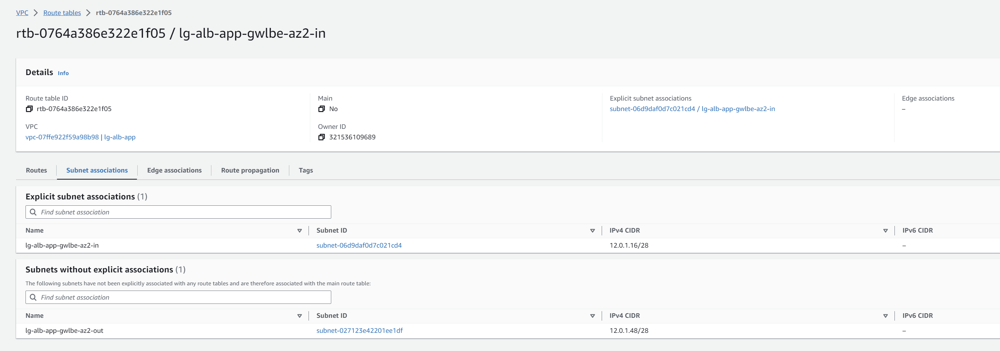 VPC > Route tables > rtb-0764a386e322e1f05
rtb-0764a386e322e1f05 / lg-alb-app-gwlbe-az2-in
Details Info
Route table ID
rtb-0764a386e322e1f05
Main
No
Explicit subnet associations
subnet-06d9daf0d7c021cd4 / lg-alb-app-gwlbe-az2-in
Edge associations
–
VPC
vpc-07ffe922f59a98b98 | lg-alb-app
Owner ID
321536109689
Routes Subnet associations Edge associations Route propagation Tags
Explicit subnet associations (1)
Find subnet association
Name Subnet ID IPv4 CIDR IPv6 CIDR
lg-alb-app-gwlbe-az2-in subnet-06d9daf0d7c021cd4 12.0.1.16/28 –
Subnets without explicit associations (1)
The following subnets have not been explicitly associated with any route tables and are therefore associated with the main route table:
Find subnet association
Name Subnet ID IPv4 CIDR IPv6 CIDR
lg-alb-app-gwlbe-az2-out subnet-027123e42201ee1df 12.0.1.48/28 –